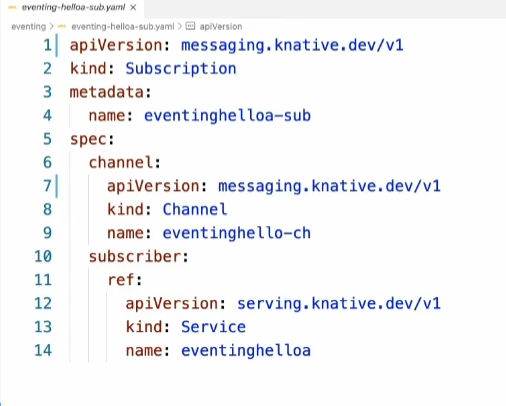 eventing-helloa-sub.yaml ×
eventing > eventing-helloa-sub.yaml > apiVersion
1 apiVersion: messaging.knative.dev/v1
2 kind: Subscription
3 metadata:
4   name: eventinghelloa-sub
5 spec:
6   channel:
7     apiVersion: messaging.knative.dev/v1
8     kind: Channel
9     name: eventinghello-ch
10   subscriber:
11     ref:
12       apiVersion: serving.knative.dev/v1
13       kind: Service
14       name: eventinghelloa